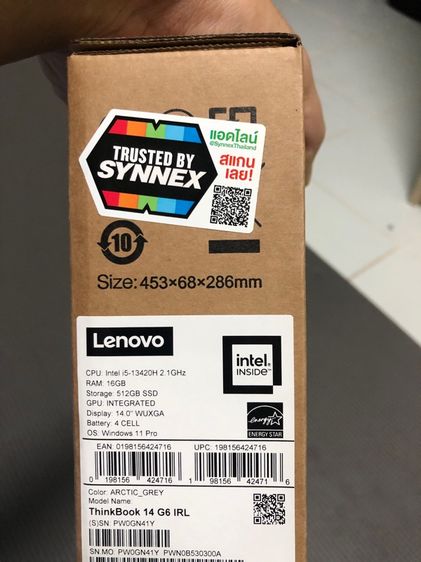 TRUSTED BY
SYNNEX
แอดไลน์
@SynnexThailand
สแกน
เลย!
10
Size: 453×68×286mm
Lenovo
intel.
INSIDE™
CPU: Intel i5-13420H 2.1GHz
RAM: 16GB
Storage: 512GB SSD
GPU: INTEGRATED
Display: 14.0" WUXGA
Battery: 4 CELL
OS: Windows 11 Pro
energy
ENERGY STAR
EAN: 0198156424716
UPC: 198156424716
0 198156 424716
1 98156 42471 6
Color: ARCTIC_GREY
Model Name:
ThinkBook 14 G6 IRL
(S)SN: PW0GN41Y
SN.MO: PW0GN41Y PWN0B530300A